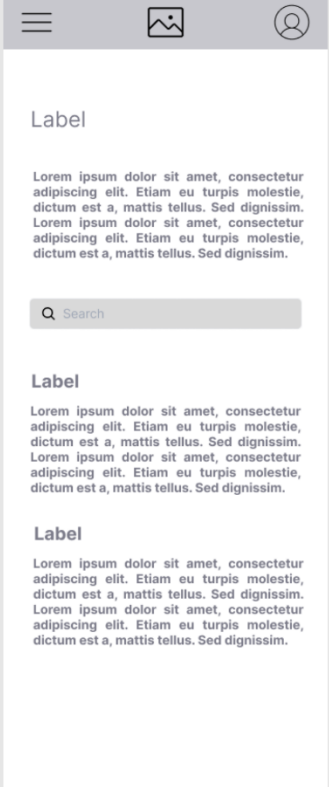 Label
Lorem ipsum dolor sit amet, consectetur
adipiscing elit. Etiam eu turpis molestie,
dictum est a, mattis tellus. Sed dignissim.
Lorem ipsum dolor sit amet, consectetur
adipiscing elit. Etiam eu turpis molestie,
dictum est a, mattis tellus. Sed dignissim.
Search
Label
Lorem ipsum dolor sit amet, consectetur
adipiscing elit. Etiam eu turpis molestie,
dictum est a, mattis tellus. Sed dignissim.
Lorem ipsum dolor sit amet, consectetur
adipiscing elit. Etiam eu turpis molestie,
dictum est a, mattis tellus. Sed dignissim.
Label
Lorem ipsum dolor sit amet, consectetur
adipiscing elit. Etiam eu turpis molestie,
dictum est a, mattis tellus. Sed dignissim.
Lorem ipsum dolor sit amet, consectetur
adipiscing elit. Etiam eu turpis molestie,
dictum est a, mattis tellus. Sed dignissim.